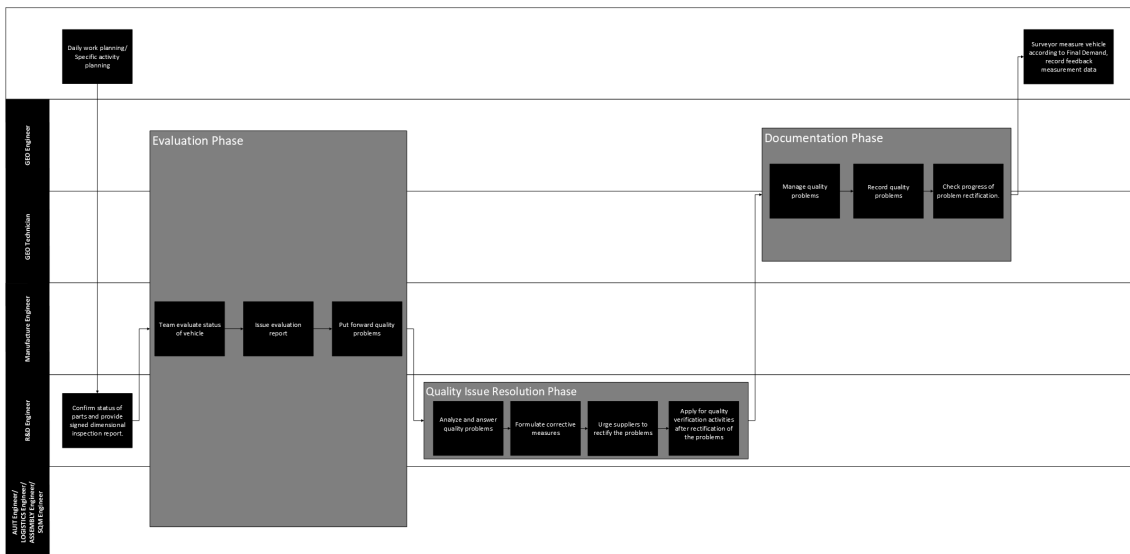 Daily work planning/
Specific activity
planning
Surveyor measure vehicle
according to Final Demand,
record feedback
measurement data
GEO Engineer
Evaluation Phase
Documentation Phase
Manage quality
problems
Record quality
problems
Check progress of
problem rectification.
GEO Technician
Manufacture Engineer
Team evaluate status
of vehicle
Issue evaluation
report
Put forward quality
problems
R&D Engineer
Confirm status of
parts and provide
signed dimensional
inspection report.
Quality Issue Resolution Phase
Analyze and answer
quality problems
Formulate corrective
measures
Urge suppliers to
rectify the problems
Apply for quality
verification activities
after rectification of
the problems
LOGISTICS Engineer/
ASSEMBLY Engineer/
SQM Engineer